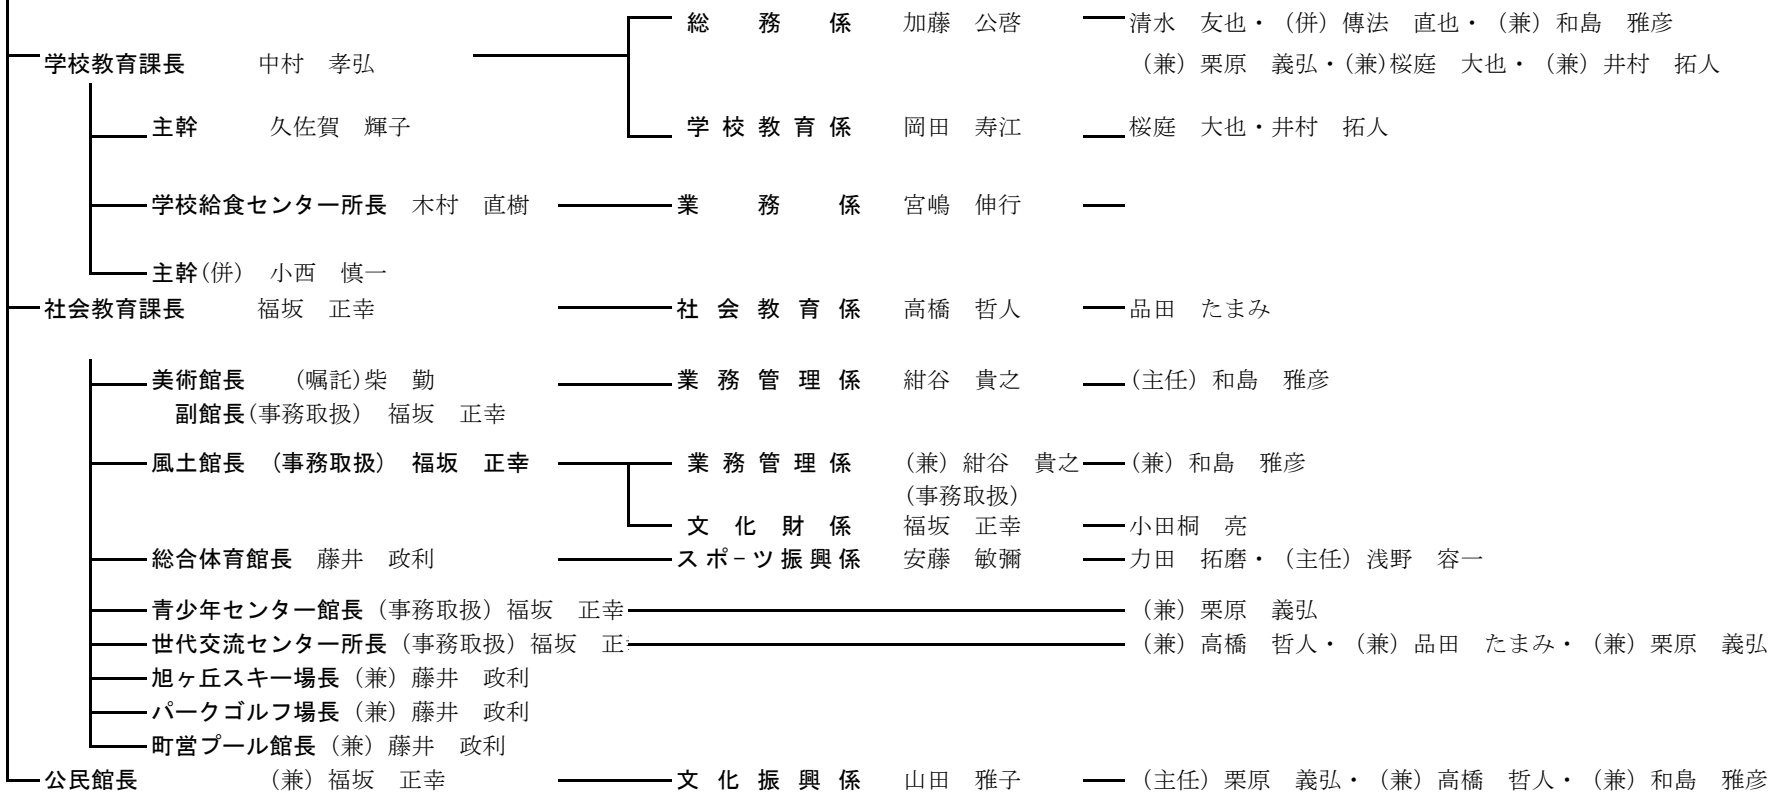 総務係 加藤 公啓 清水 友也・（併）傳法 直也・（兼）和島 雅彦
学校教育課長 中村 孝弘 （兼）栗原 義弘・(兼)桜庭 大也・（兼）井村 拓人
主幹 久佐賀 輝子 学校教育係 岡田 寿江 桜庭 大也・井村 拓人
学校給食センター所長 木村 直樹 業務係 宮嶋 伸行
主幹(併) 小西 慎一
社会教育課長 福坂 正幸 社会教育係 高橋 哲人 品田 たまみ
美術館長 (嘱託)柴 勤 業務管理係 紺谷 貴之 (主任）和島 雅彦
副館長(事務取扱） 福坂 正幸
風土館長 (事務取扱） 福坂 正幸 業務管理係 (兼）紺谷 貴之 (兼）和島 雅彦
(事務取扱)
文化財係 福坂 正幸 小田桐 亮
総合体育館長 藤井 政利 スポーツ振興係 安藤 敏彌 力田 拓磨・（主任）浅野 容一
青少年センター館長（事務取扱）福坂 正幸 （兼）栗原 義弘
世代交流センター所長（事務取扱）福坂 正 （兼）高橋 哲人・（兼）品田 たまみ・（兼）栗原 義弘
旭ヶ丘スキー場長（兼）藤井 政利
パークゴルフ場長（兼）藤井 政利
町営プール館長（兼）藤井 政利
公民館長 （兼）福坂 正幸 文化振興係 山田 雅子 （主任）栗原 義弘・（兼）高橋 哲人・（兼）和島 雅彦